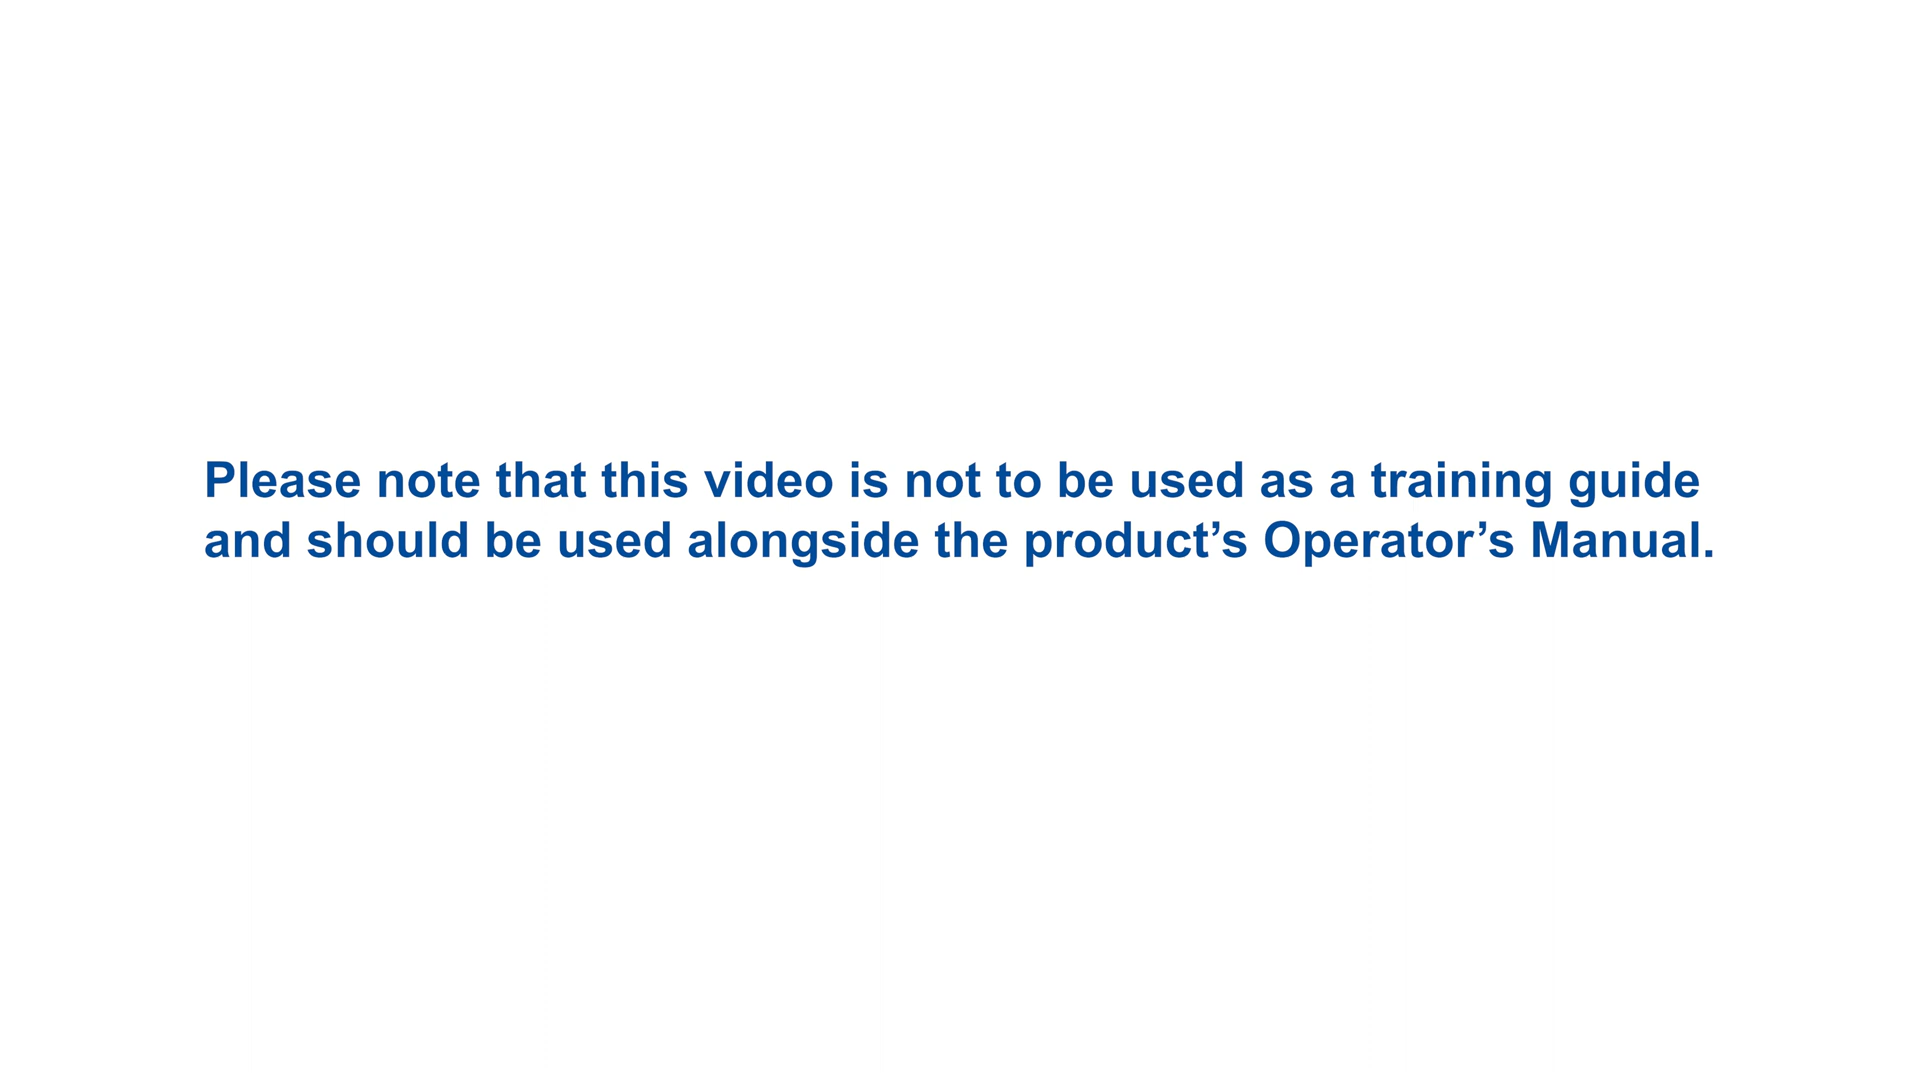 Please note that this video is not to be used as a training guide
and should be used alongside the product’s Operator’s Manual.